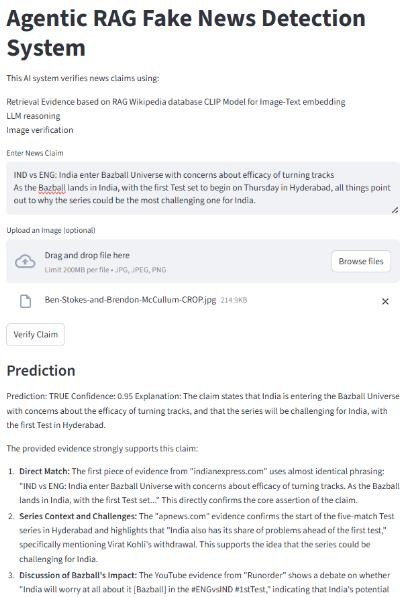 Agentic RAG Fake News Detection
System
This AI system verifies news claims using:
Retrieval Evidence based on RAG Wikipedia database CLIP Model for Image-Text embedding
LLM reasoning
Image verification
Enter News Claim
IND vs ENG: India enter Bazball Universe with concerns about efficacy of turning tracks
As the Bazball lands in India, with the first Test set to begin on Thursday in Hyderabad, all things point
out to why the series could be the most challenging one for India.
Upload an Image (optional)
Drag and drop file here
Limit 200MB per file • JPG, JPEG, PNG
Browse files
Ben-Stokes-and-Brendon-McCullum-CROP.jpg 214.9KB
Verify Claim
Prediction
Prediction: TRUE Confidence: 0.95 Explanation: The claim states that India is entering the Bazball Universe
with concerns about the efficacy of turning tracks, and that the series will be challenging for India, with
the first Test in Hyderabad.
The provided evidence strongly supports this claim:
1. Direct Match: The first piece of evidence from "indianexpress.com" uses almost identical phrasing:
"IND vs ENG: India enter Bazball Universe with concerns about efficacy of turning tracks. As the Bazball
lands in India, with the first Test set..." This directly confirms the core assertion of the claim.
2. Series Context and Challenges: The "apnews.com" evidence confirms the start of the five-match Test
series in Hyderabad and highlights that "India also has its share of problems ahead of the first test,"
specifically mentioning Virat Kohli's withdrawal. This supports the idea that the series could be
challenging for India.
3. Discussion of Bazball's Impact: The YouTube evidence from "Runorder" shows a debate on whether
"India will worry at all about it [Bazball] in the #ENGvsIND #1stTest," indicating that India's potential